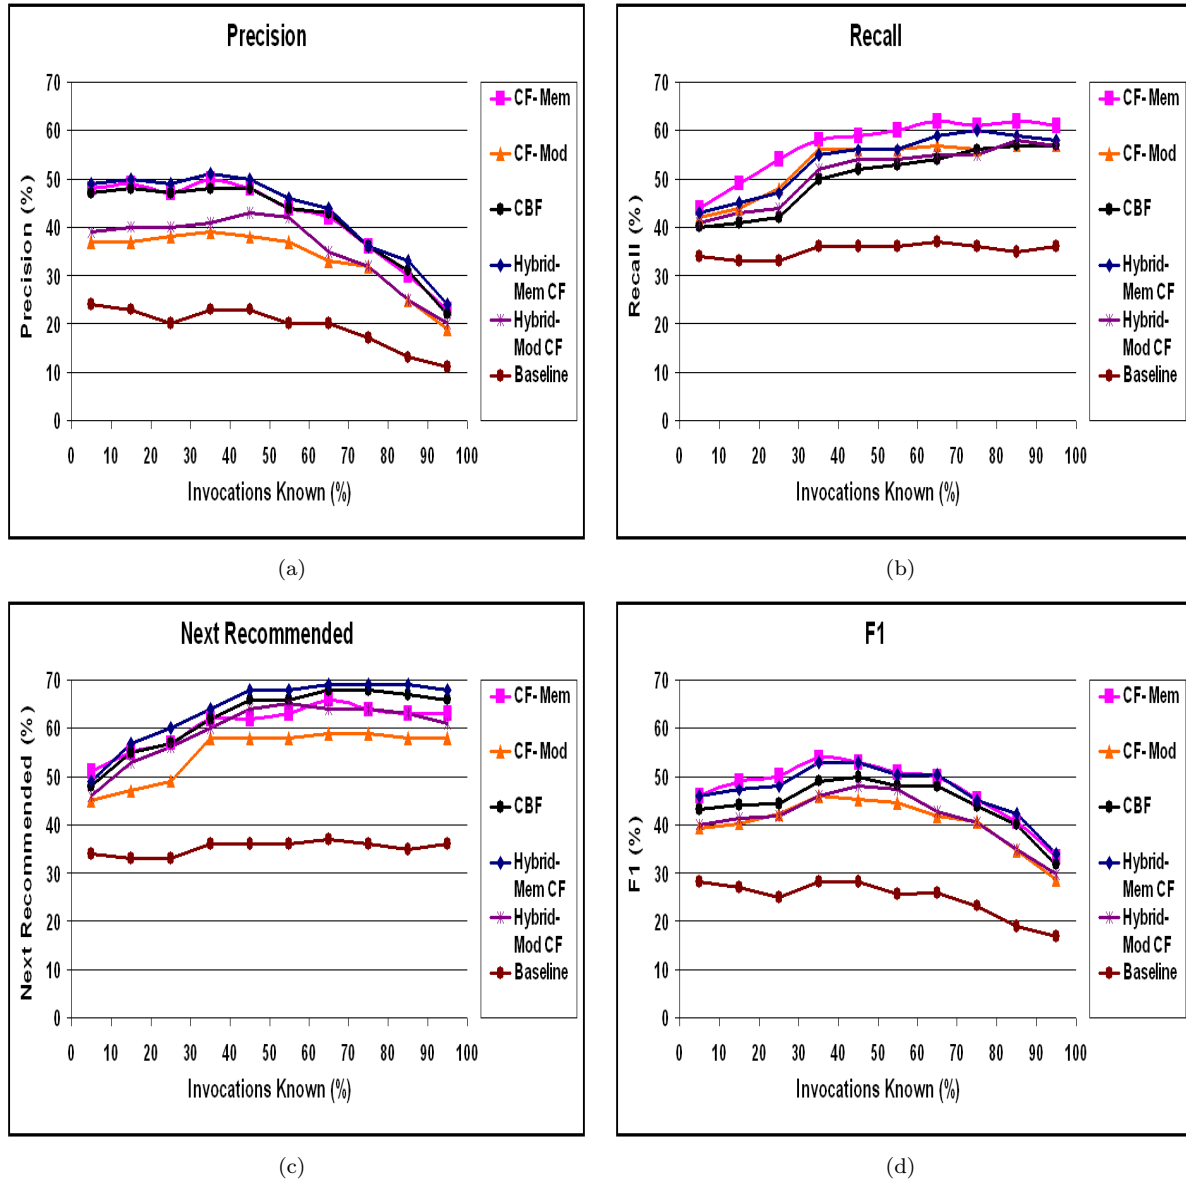 Precision
Precision (%)
70
60
50
40
30
20
10
0
0 10 20 30 40 50 60 70 80 90 100
Invocations Known (%)
CF- Mem
CF- Mod
CBF
Hybrid-
Mem CF
Hybrid-
Mod CF
Baseline
(a)
Recall
Recall (%)
70
60
50
40
30
20
10
0
0 10 20 30 40 50 60 70 80 90 100
Invocations Known (%)
CF- Mem
CF- Mod
CBF
Hybrid-
Mem CF
Hybrid-
Mod CF
Baseline
(b)
Next Recommended
Next Recommended (%)
70
60
50
40
30
20
10
0
0 10 20 30 40 50 60 70 80 90 100
Invocations Known (%)
CF- Mem
CF- Mod
CBF
Hybrid-
Mem CF
Hybrid-
Mod CF
Baseline
(c)
F1
F1 (%)
70
60
50
40
30
20
10
0
0 10 20 30 40 50 60 70 80 90 100
Invocations Known (%)
CF- Mem
CF- Mod
CBF
Hybrid-
Mem CF
Hybrid-
Mod CF
Baseline
(d)